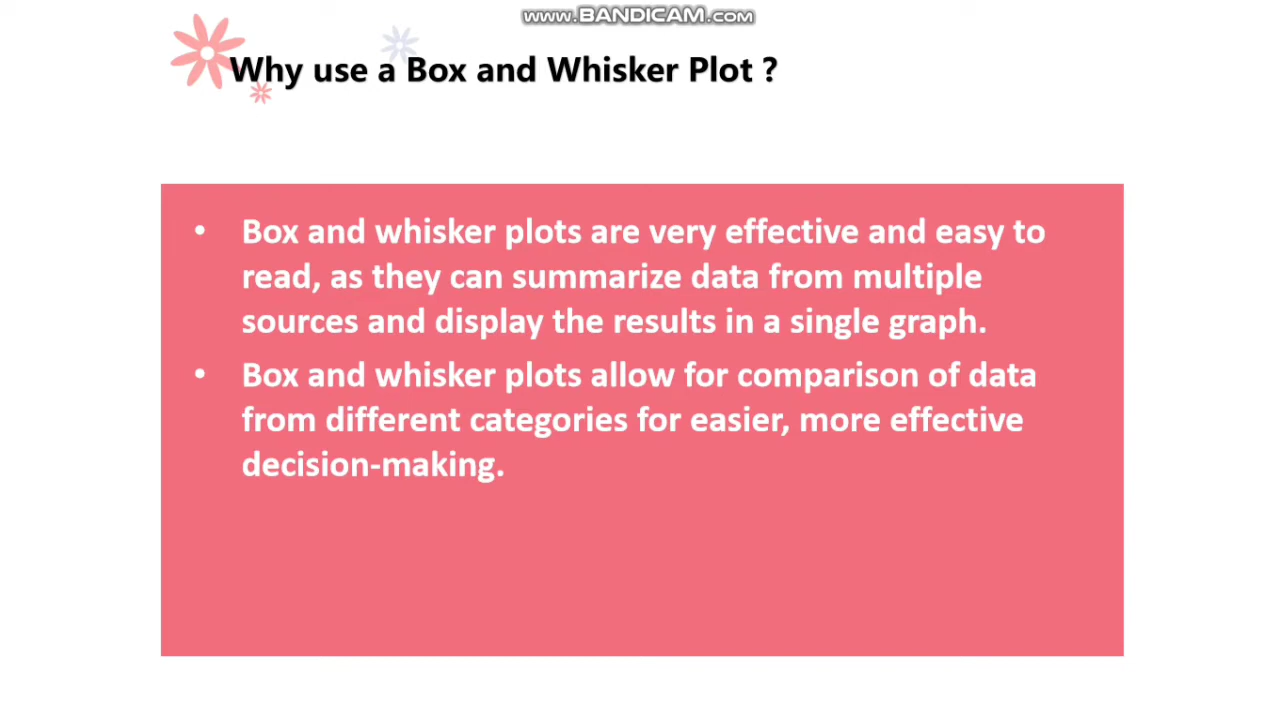 www.BANDICAM.com
Why use a Box and Whisker Plot ?
• Box and whisker plots are very effective and easy to
read, as they can summarize data from multiple
sources and display the results in a single graph.
• Box and whisker plots allow for comparison of data
from different categories for easier, more effective
decision-making.